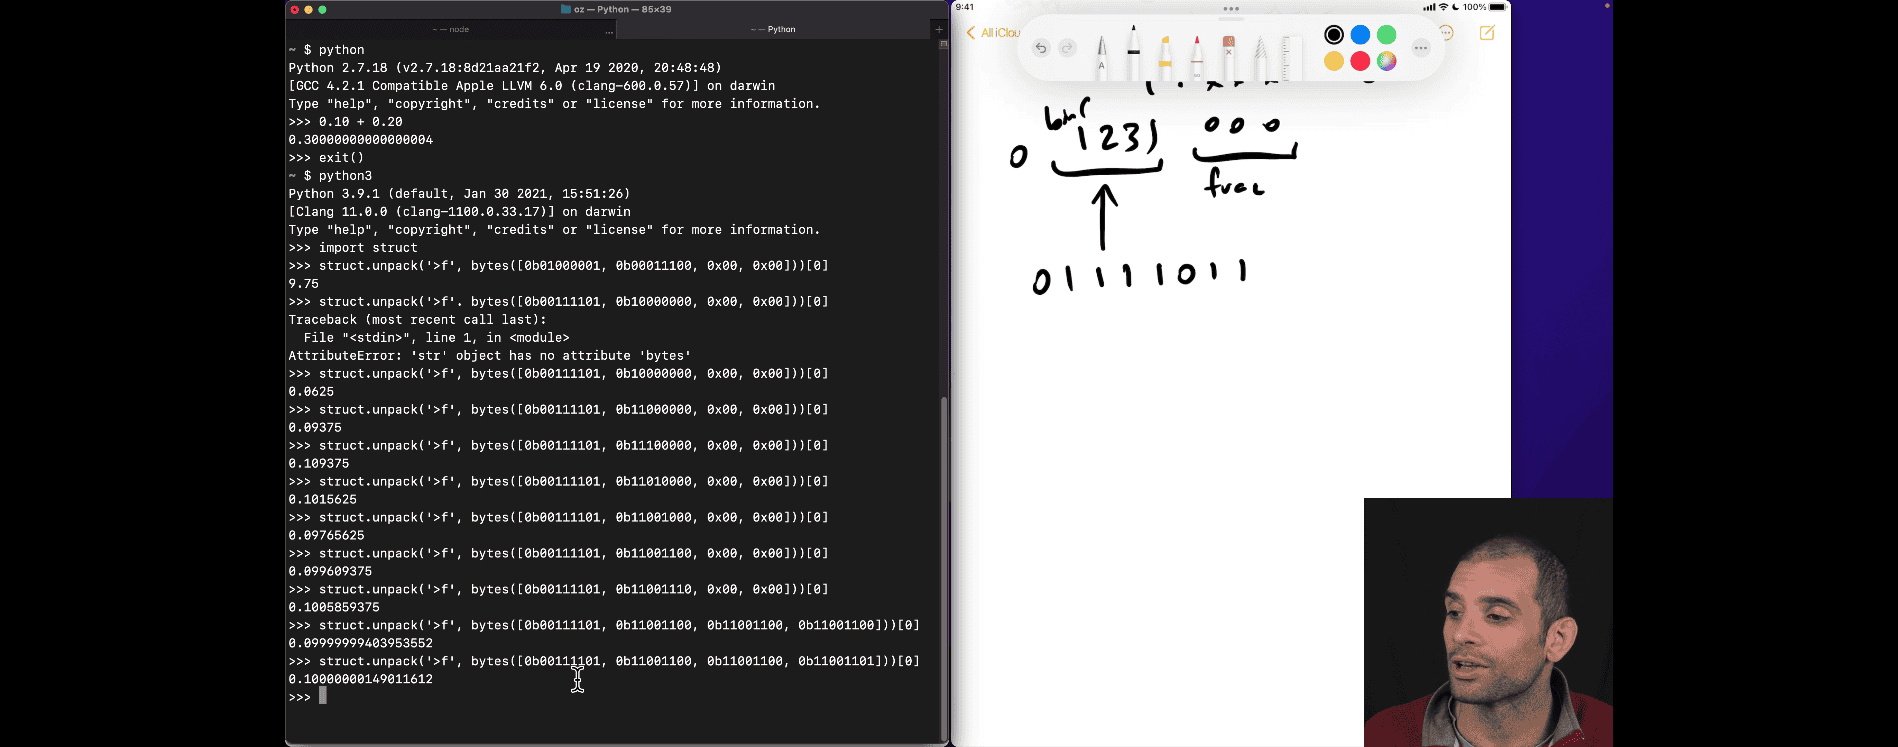 oz — Python — 85×39
~ — node ...
~ — Python +
~ $ python
Python 2.7.18 (v2.7.18:8d21aa21f2, Apr 19 2020, 20:48:48)
[GCC 4.2.1 Compatible Apple LLVM 6.0 (clang-600.0.57)] on darwin
Type "help", "copyright", "credits" or "license" for more information.
>>> 0.10 + 0.20
0.30000000000000004
>>> exit()
~ $ python3
Python 3.9.1 (default, Jan 30 2021, 15:51:26)
[Clang 11.0.0 (clang-1100.0.33.17)] on darwin
Type "help", "copyright", "credits" or "license" for more information.
>>> import struct
>>> struct.unpack('>f', bytes([0b01000001, 0b00011100, 0x00, 0x00]))[0]
9.75
>>> struct.unpack('>f'. bytes([0b00111101, 0b10000000, 0x00, 0x00]))[0]
Traceback (most recent call last):
  File "<stdin>", line 1, in <module>
AttributeError: 'str' object has no attribute 'bytes'
>>> struct.unpack('>f', bytes([0b00111101, 0b10000000, 0x00, 0x00]))[0]
0.0625
>>> struct.unpack('>f', bytes([0b00111101, 0b11000000, 0x00, 0x00]))[0]
0.09375
>>> struct.unpack('>f', bytes([0b00111101, 0b11100000, 0x00, 0x00]))[0]
0.109375
>>> struct.unpack('>f', bytes([0b00111101, 0b11010000, 0x00, 0x00]))[0]
0.1015625
>>> struct.unpack('>f', bytes([0b00111101, 0b11001000, 0x00, 0x00]))[0]
0.09765625
>>> struct.unpack('>f', bytes([0b00111101, 0b11001100, 0x00, 0x00]))[0]
0.099609375
>>> struct.unpack('>f', bytes([0b00111101, 0b11001110, 0x00, 0x00]))[0]
0.1005859375
>>> struct.unpack('>f', bytes([0b00111101, 0b11001100, 0b11001100, 0b11001100]))[0]
0.09999999403953552
>>> struct.unpack('>f', bytes([0b00111101, 0b11001100, 0b11001100, 0b11001101]))[0]
0.10000000149011612
>>>
9:41
100%
All iClou
A
bin(
0 123) 000
frac
01111011